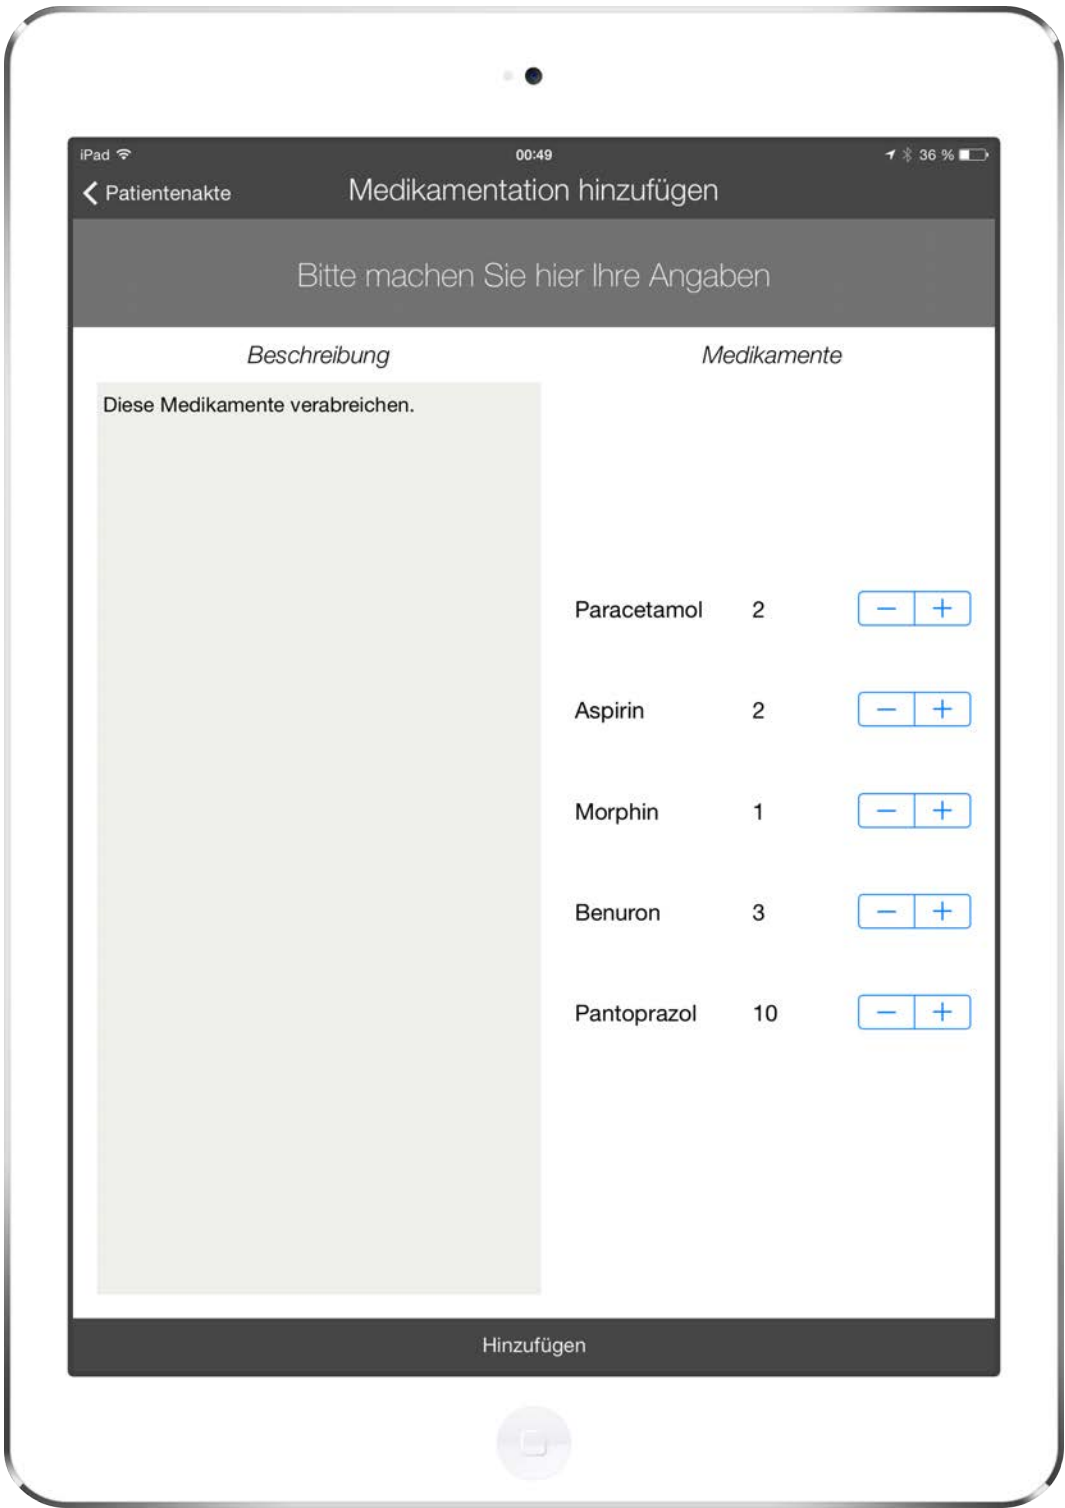 iPad 00:49 36 %
Patientenakte Medikamentation hinzufügen
Bitte machen Sie hier Ihre Angaben
Beschreibung Medikamente
Diese Medikamente verabreichen.
Paracetamol 2 − +
Aspirin 2 − +
Morphin 1 − +
Benuron 3 − +
Pantoprazol 10 − +
Hinzufügen